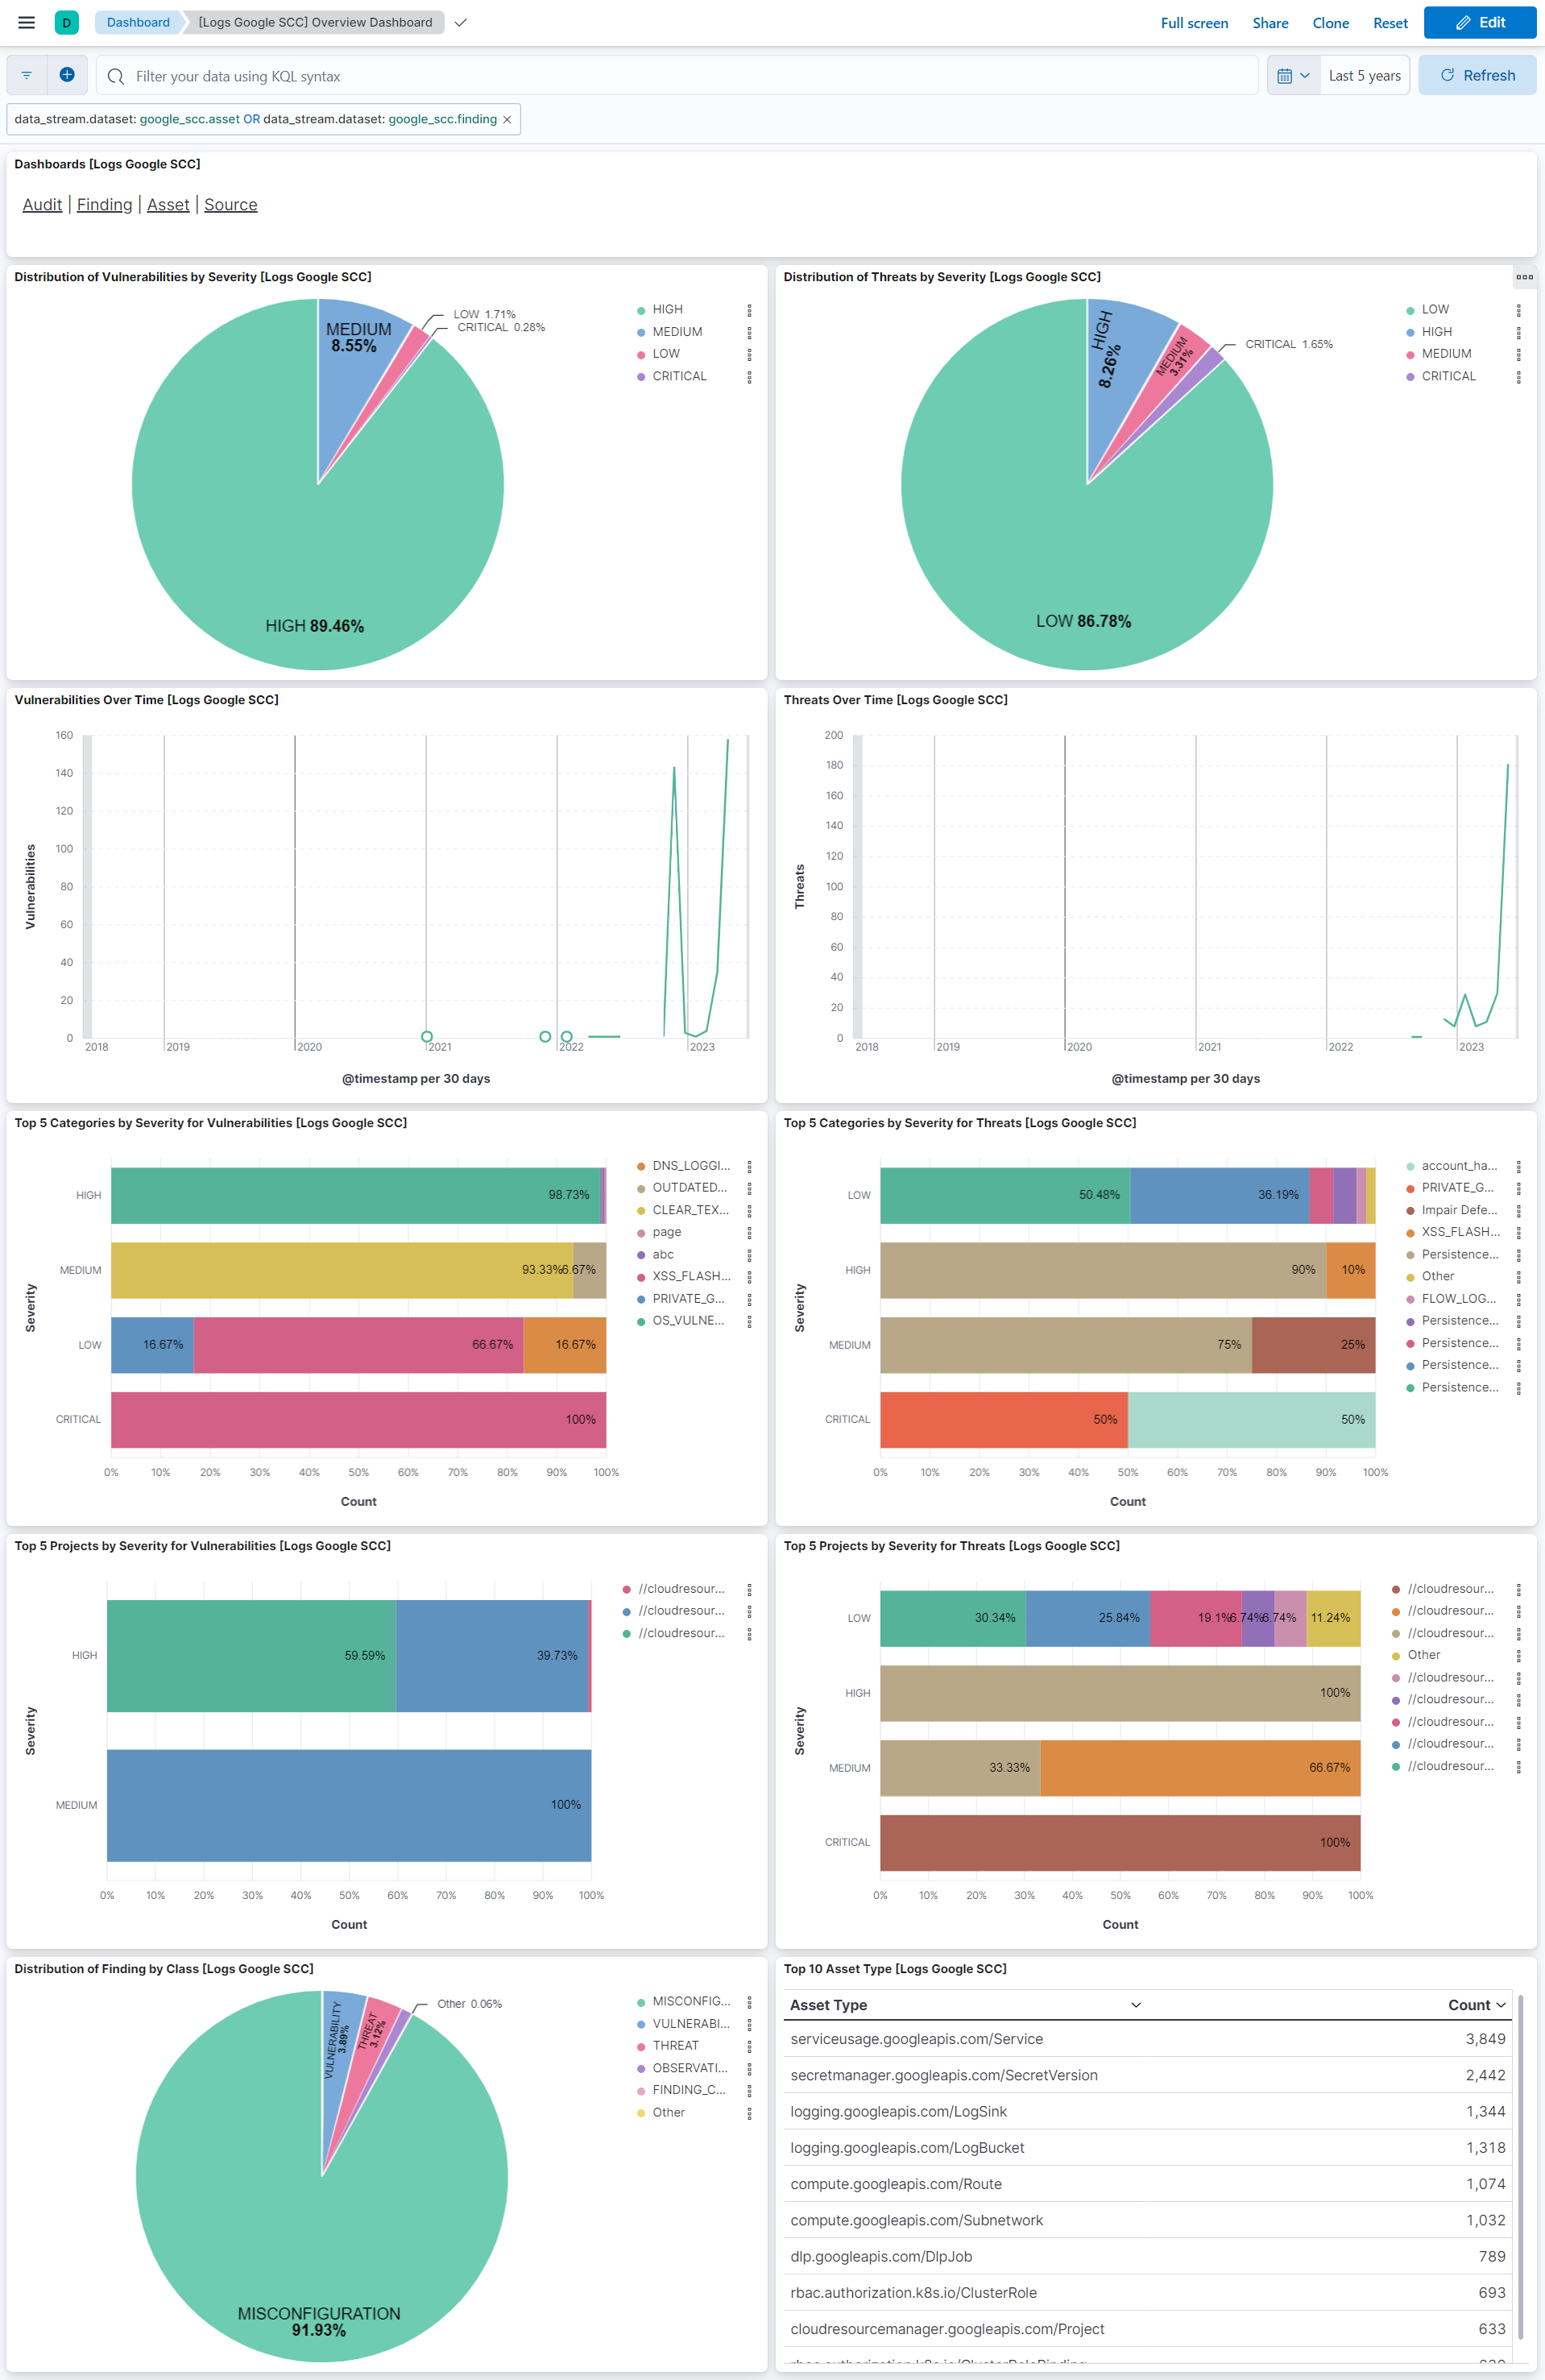 D Dashboard [Logs Google SCC] Overview Dashboard Full screen Share Clone Reset Edit
Filter your data using KQL syntax Last 5 years Refresh
data_stream.dataset: google_scc.asset OR data_stream.dataset: google_scc.finding ×
Dashboards [Logs Google SCC]
Audit | Finding | Asset | Source
Distribution of Vulnerabilities by Severity [Logs Google SCC]
MEDIUM
8.55%
LOW 1.71%
CRITICAL 0.28%
HIGH 89.46%
HIGH
MEDIUM
LOW
CRITICAL
Distribution of Threats by Severity [Logs Google SCC]
HIGH
8.26%
MEDIUM
3.31%
CRITICAL 1.65%
LOW 86.78%
LOW
HIGH
MEDIUM
CRITICAL
Vulnerabilities Over Time [Logs Google SCC]
Vulnerabilities
160
140
120
100
80
60
40
20
0
2018 2019 2020 2021 2022 2023
@timestamp per 30 days
Threats Over Time [Logs Google SCC]
Threats
200
180
160
140
120
100
80
60
40
20
0
2018 2019 2020 2021 2022 2023
@timestamp per 30 days
Top 5 Categories by Severity for Vulnerabilities [Logs Google SCC]
Severity
HIGH 98.73%
MEDIUM 93.33% 6.67%
LOW 16.67% 66.67% 16.67%
CRITICAL 100%
0% 10% 20% 30% 40% 50% 60% 70% 80% 90% 100%
Count
DNS_LOGGI...
OUTDATED...
CLEAR_TEX...
page
abc
XSS_FLASH...
PRIVATE_G...
OS_VULNE...
Top 5 Categories by Severity for Threats [Logs Google SCC]
Severity
LOW 50.48% 36.19%
HIGH 90% 10%
MEDIUM 75% 25%
CRITICAL 50% 50%
0% 10% 20% 30% 40% 50% 60% 70% 80% 90% 100%
Count
account_ha...
PRIVATE_G...
Impair Defe...
XSS_FLASH...
Persistence...
Other
FLOW_LOG...
Persistence...
Persistence...
Persistence...
Persistence...
Top 5 Projects by Severity for Vulnerabilities [Logs Google SCC]
Severity
HIGH 59.59% 39.73%
MEDIUM 100%
0% 10% 20% 30% 40% 50% 60% 70% 80% 90% 100%
Count
//cloudresour...
//cloudresour...
//cloudresour...
Top 5 Projects by Severity for Threats [Logs Google SCC]
Severity
LOW 30.34% 25.84% 19.1% 6.74% 6.74% 11.24%
HIGH 100%
MEDIUM 33.33% 66.67%
CRITICAL 100%
0% 10% 20% 30% 40% 50% 60% 70% 80% 90% 100%
Count
//cloudresour...
//cloudresour...
//cloudresour...
Other
//cloudresour...
//cloudresour...
//cloudresour...
//cloudresour...
//cloudresour...
Distribution of Finding by Class [Logs Google SCC]
VULNERABILITY
3.89%
THREAT
3.12%
Other 0.06%
MISCONFIGURATION
91.93%
MISCONFIG...
VULNERABI...
THREAT
OBSERVATI...
FINDING_C...
Other
Top 10 Asset Type [Logs Google SCC]
Asset Type Count
serviceusage.googleapis.com/Service 3,849
secretmanager.googleapis.com/SecretVersion 2,442
logging.googleapis.com/LogSink 1,344
logging.googleapis.com/LogBucket 1,318
compute.googleapis.com/Route 1,074
compute.googleapis.com/Subnetwork 1,032
dlp.googleapis.com/DlpJob 789
rbac.authorization.k8s.io/ClusterRole 693
cloudresourcemanager.googleapis.com/Project 633